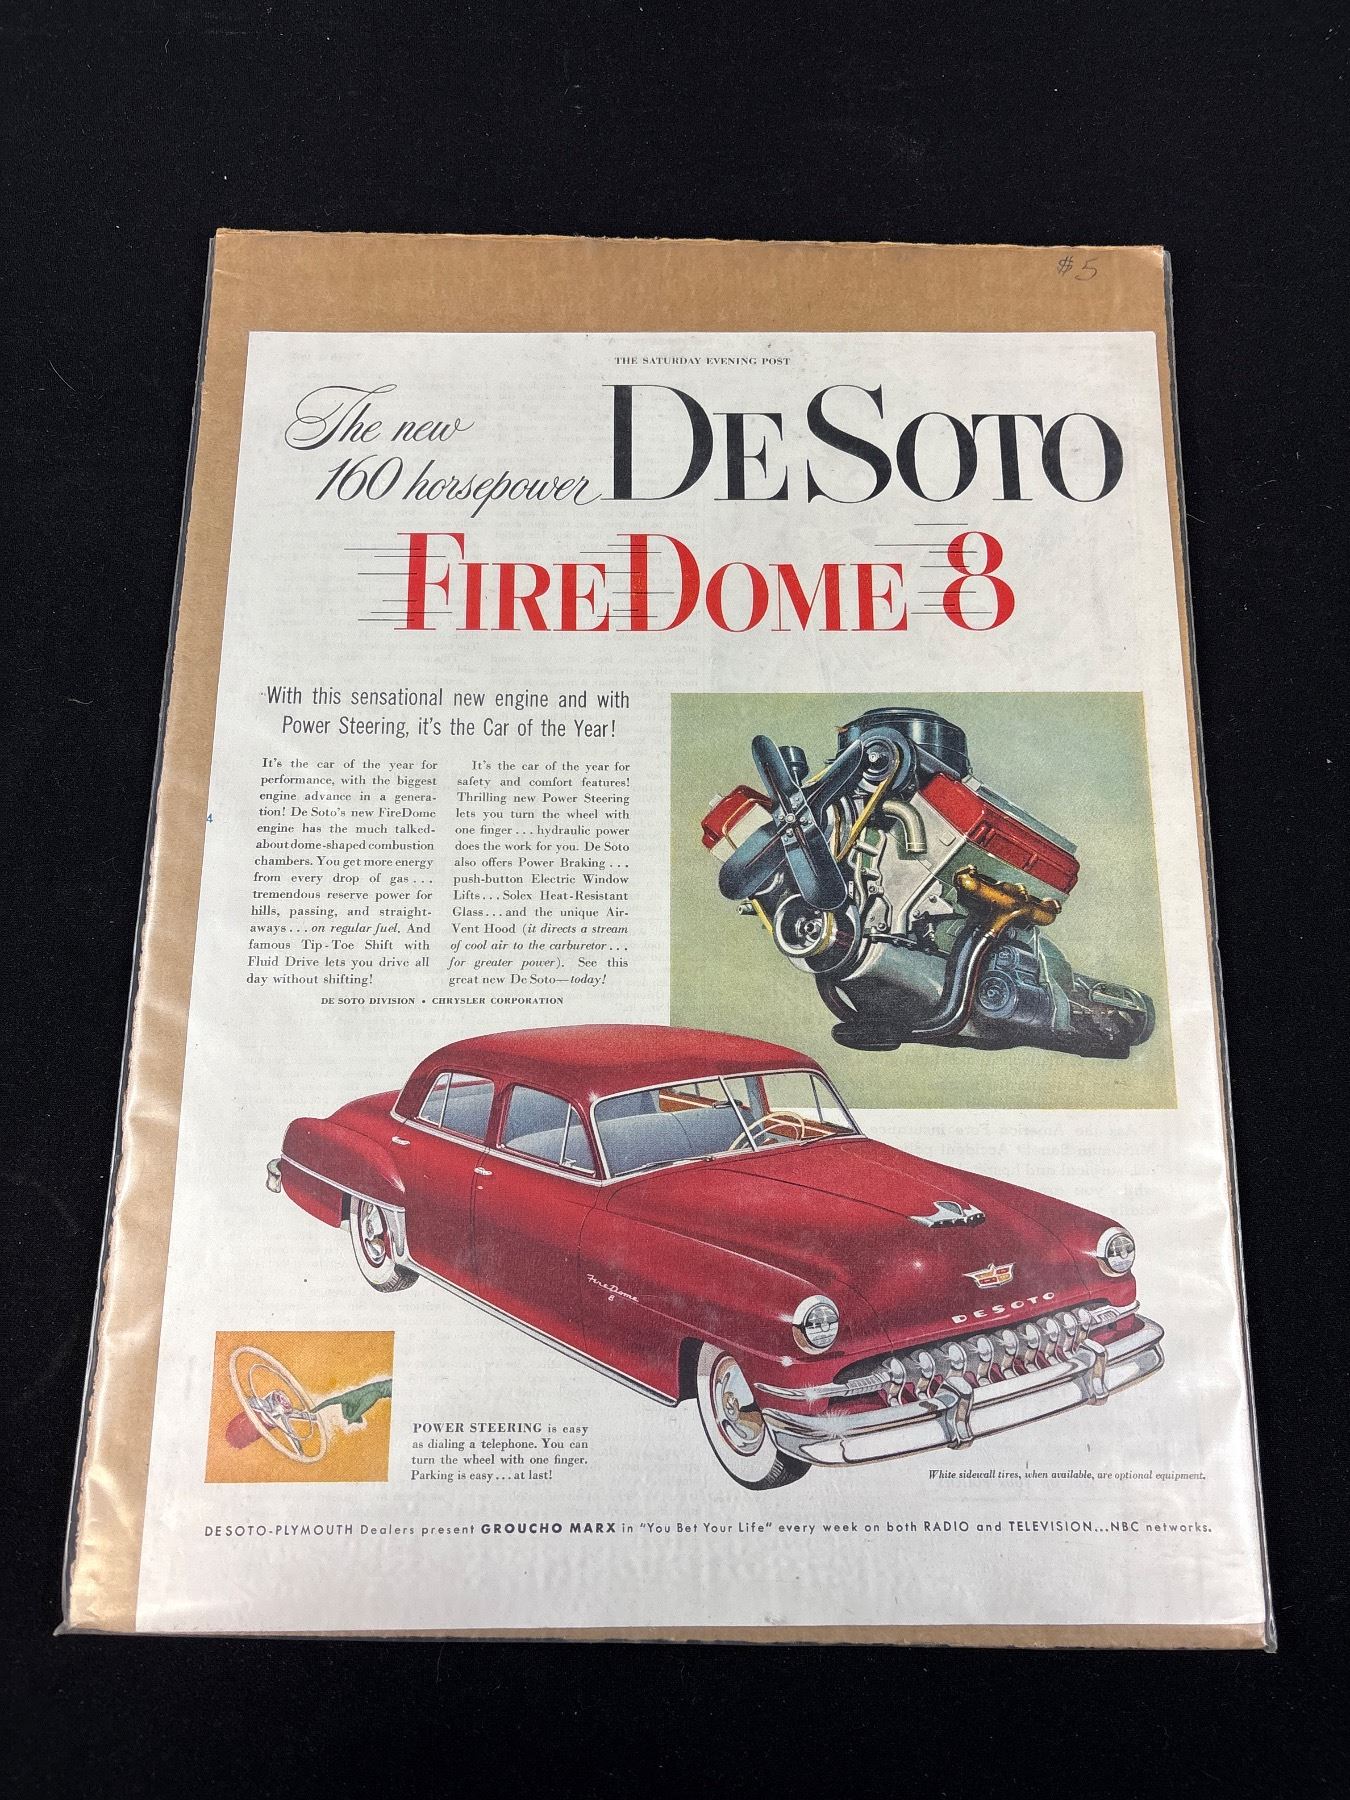 $5
THE SATURDAY EVENING POST
The new
160 horsepower DE SOTO
FIREDOME 8
With this sensational new engine and with
Power Steering, it's the Car of the Year!
It's the car of the year for
performance, with the biggest
engine advance in a genera-
tion! De Soto's new FireDome
engine has the much talked-
about dome-shaped combustion
chambers. You get more energy
from every drop of gas . . .
tremendous reserve power for
hills, passing, and straight-
aways . . . on regular fuel. And
famous Tip-Toe Shift with
Fluid Drive lets you drive all
day without shifting!
It's the car of the year for
safety and comfort features!
Thrilling new Power Steering
lets you turn the wheel with
one finger . . . hydraulic power
does the work for you. De Soto
also offers Power Braking . . .
push-button Electric Window
Lifts . . . Solex Heat-Resistant
Glass . . . and the unique Air-
Vent Hood (it directs a stream
of cool air to the carburetor . . .
for greater power). See this
great new De Soto—today!
DE SOTO DIVISION • CHRYSLER CORPORATION
4
FireDome
8
DESOTO
POWER STEERING is easy
as dialing a telephone. You can
turn the wheel with one finger.
Parking is easy . . . at last!
White sidewall tires, when available, are optional equipment.
DE SOTO-PLYMOUTH Dealers present GROUCHO MARX in "You Bet Your Life" every week on both RADIO and TELEVISION...NBC networks.